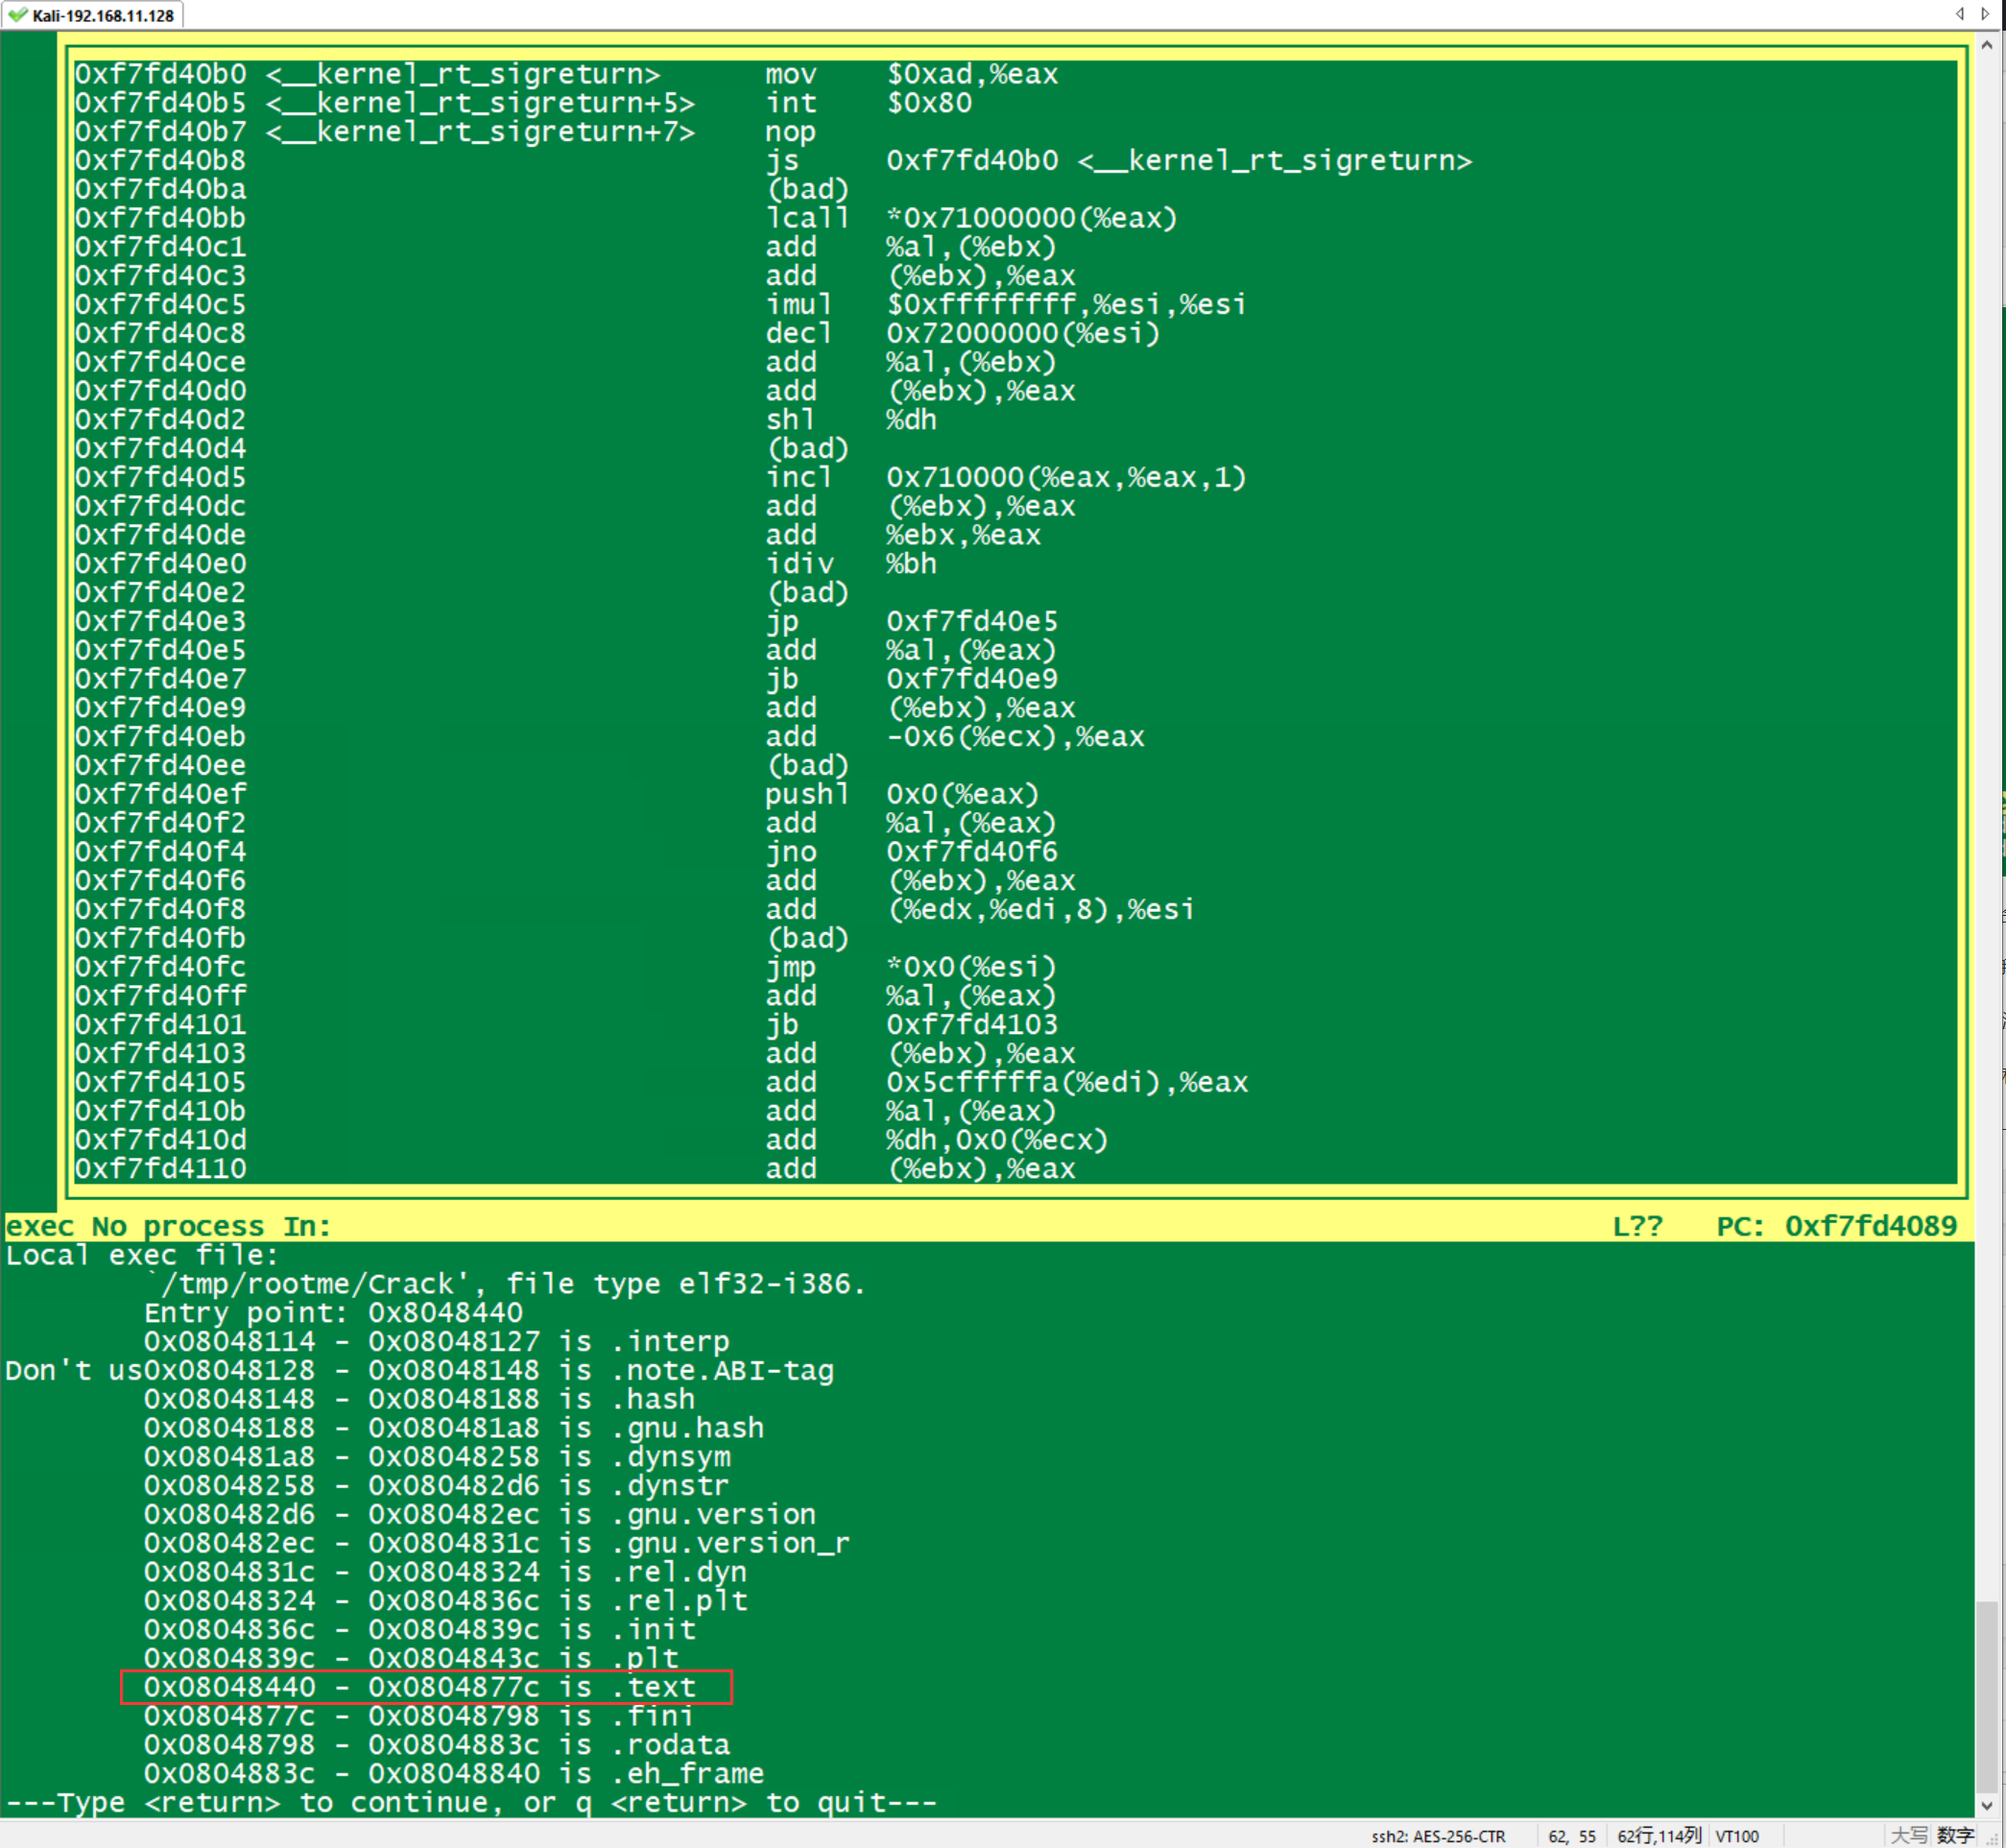 Kali-192.168.11.128
0xf7fd40b0 <__kernel_rt_sigreturn> mov $0xad,%eax
0xf7fd40b5 <__kernel_rt_sigreturn+5> int $0x80
0xf7fd40b7 <__kernel_rt_sigreturn+7> nop
0xf7fd40b8 js 0xf7fd40b0 <__kernel_rt_sigreturn>
0xf7fd40ba (bad)
0xf7fd40bb lcall *0x71000000(%eax)
0xf7fd40c1 add %al,(%ebx)
0xf7fd40c3 add (%ebx),%eax
0xf7fd40c5 imul $0xffffffff,%esi,%esi
0xf7fd40c8 decl 0x72000000(%esi)
0xf7fd40ce add %al,(%ebx)
0xf7fd40d0 add (%ebx),%eax
0xf7fd40d2 shl %dh
0xf7fd40d4 (bad)
0xf7fd40d5 incl 0x710000(%eax,%eax,1)
0xf7fd40dc add (%ebx),%eax
0xf7fd40de add %ebx,%eax
0xf7fd40e0 idiv %bh
0xf7fd40e2 (bad)
0xf7fd40e3 jp 0xf7fd40e5
0xf7fd40e5 add %al,(%eax)
0xf7fd40e7 jb 0xf7fd40e9
0xf7fd40e9 add (%ebx),%eax
0xf7fd40eb add -0x6(%ecx),%eax
0xf7fd40ee (bad)
0xf7fd40ef pushl 0x0(%eax)
0xf7fd40f2 add %al,(%eax)
0xf7fd40f4 jno 0xf7fd40f6
0xf7fd40f6 add (%ebx),%eax
0xf7fd40f8 add (%edx,%edi,8),%esi
0xf7fd40fb (bad)
0xf7fd40fc jmp *0x0(%esi)
0xf7fd40ff add %al,(%eax)
0xf7fd4101 jb 0xf7fd4103
0xf7fd4103 add (%ebx),%eax
0xf7fd4105 add 0x5cfffffa(%edi),%eax
0xf7fd410b add %al,(%eax)
0xf7fd410d add %dh,0x0(%ecx)
0xf7fd4110 add (%ebx),%eax
exec No process In: L?? PC: 0xf7fd4089
Local exec file:
`/tmp/rootme/Crack', file type elf32-i386.
Entry point: 0x8048440
0x08048114 - 0x08048127 is .interp
Don't us0x08048128 - 0x08048148 is .note.ABI-tag
0x08048148 - 0x08048188 is .hash
0x08048188 - 0x080481a8 is .gnu.hash
0x080481a8 - 0x08048258 is .dynsym
0x08048258 - 0x080482d6 is .dynstr
0x080482d6 - 0x080482ec is .gnu.version
0x080482ec - 0x0804831c is .gnu.version_r
0x0804831c - 0x08048324 is .rel.dyn
0x08048324 - 0x0804836c is .rel.plt
0x0804836c - 0x0804839c is .init
0x0804839c - 0x0804843c is .plt
0x08048440 - 0x0804877c is .text
0x0804877c - 0x08048798 is .fini
0x08048798 - 0x0804883c is .rodata
0x0804883c - 0x08048840 is .eh_frame
---Type <return> to continue, or q <return> to quit---
ssh2: AES-256-CTR 62, 55 62行,114列 VT100 大写 数字